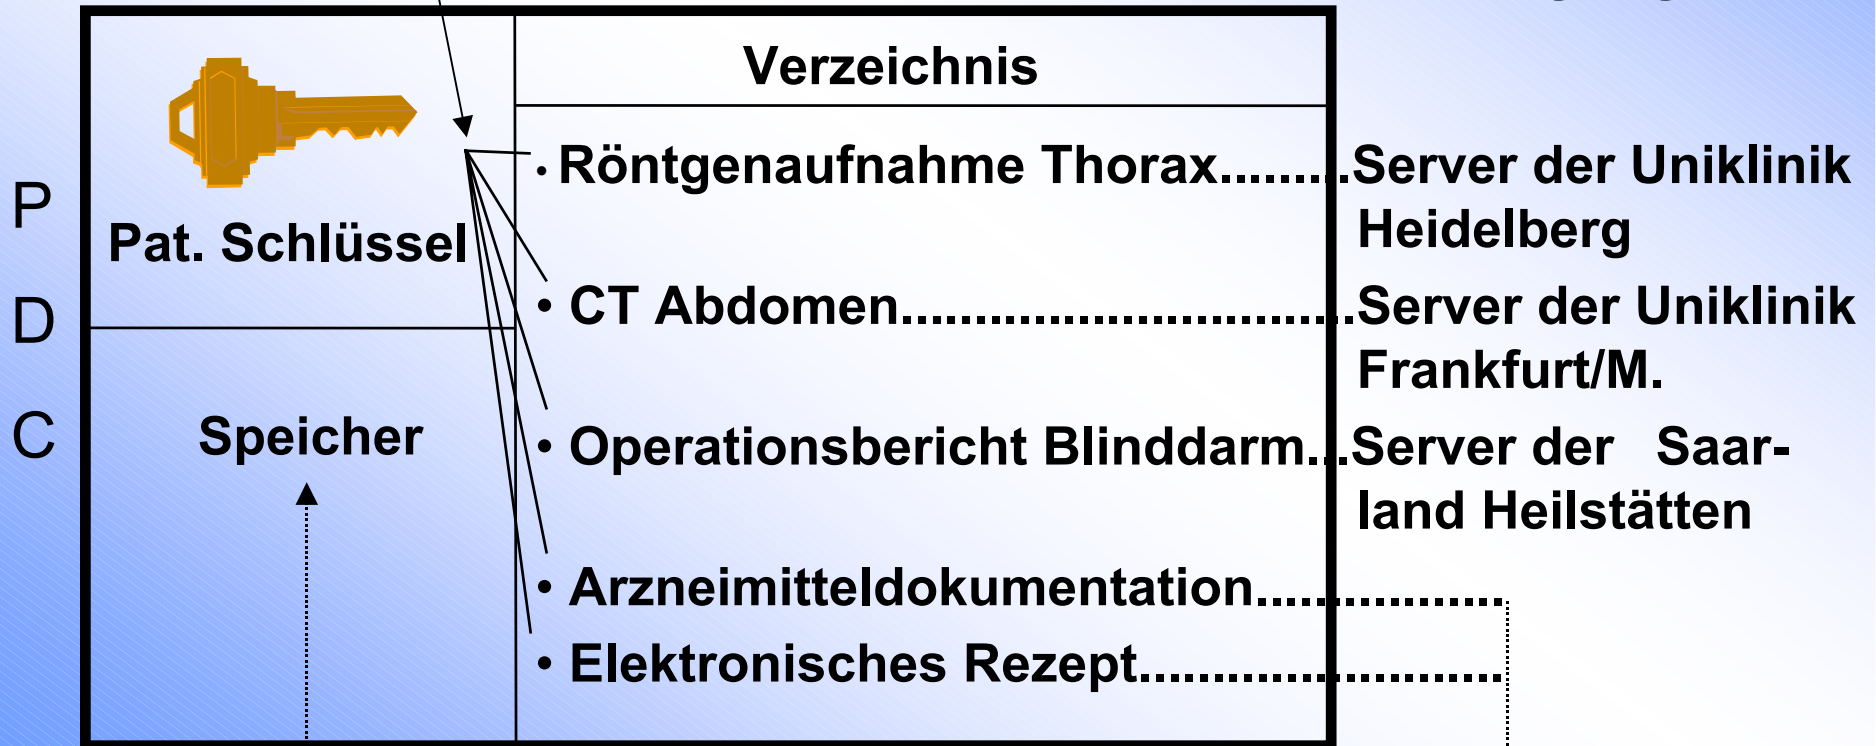 Verzeichnis
• Röntgenaufnahme Thorax.........Server der Uniklinik
Heidelberg
P
Pat. Schlüssel
• CT Abdomen...............................Server der Uniklinik
Frankfurt/M.
D
C
Speicher
• Operationsbericht Blinddarm...Server der Saar-
land Heilstätten
• Arzneimitteldokumentation.................
• Elektronisches Rezept.........................